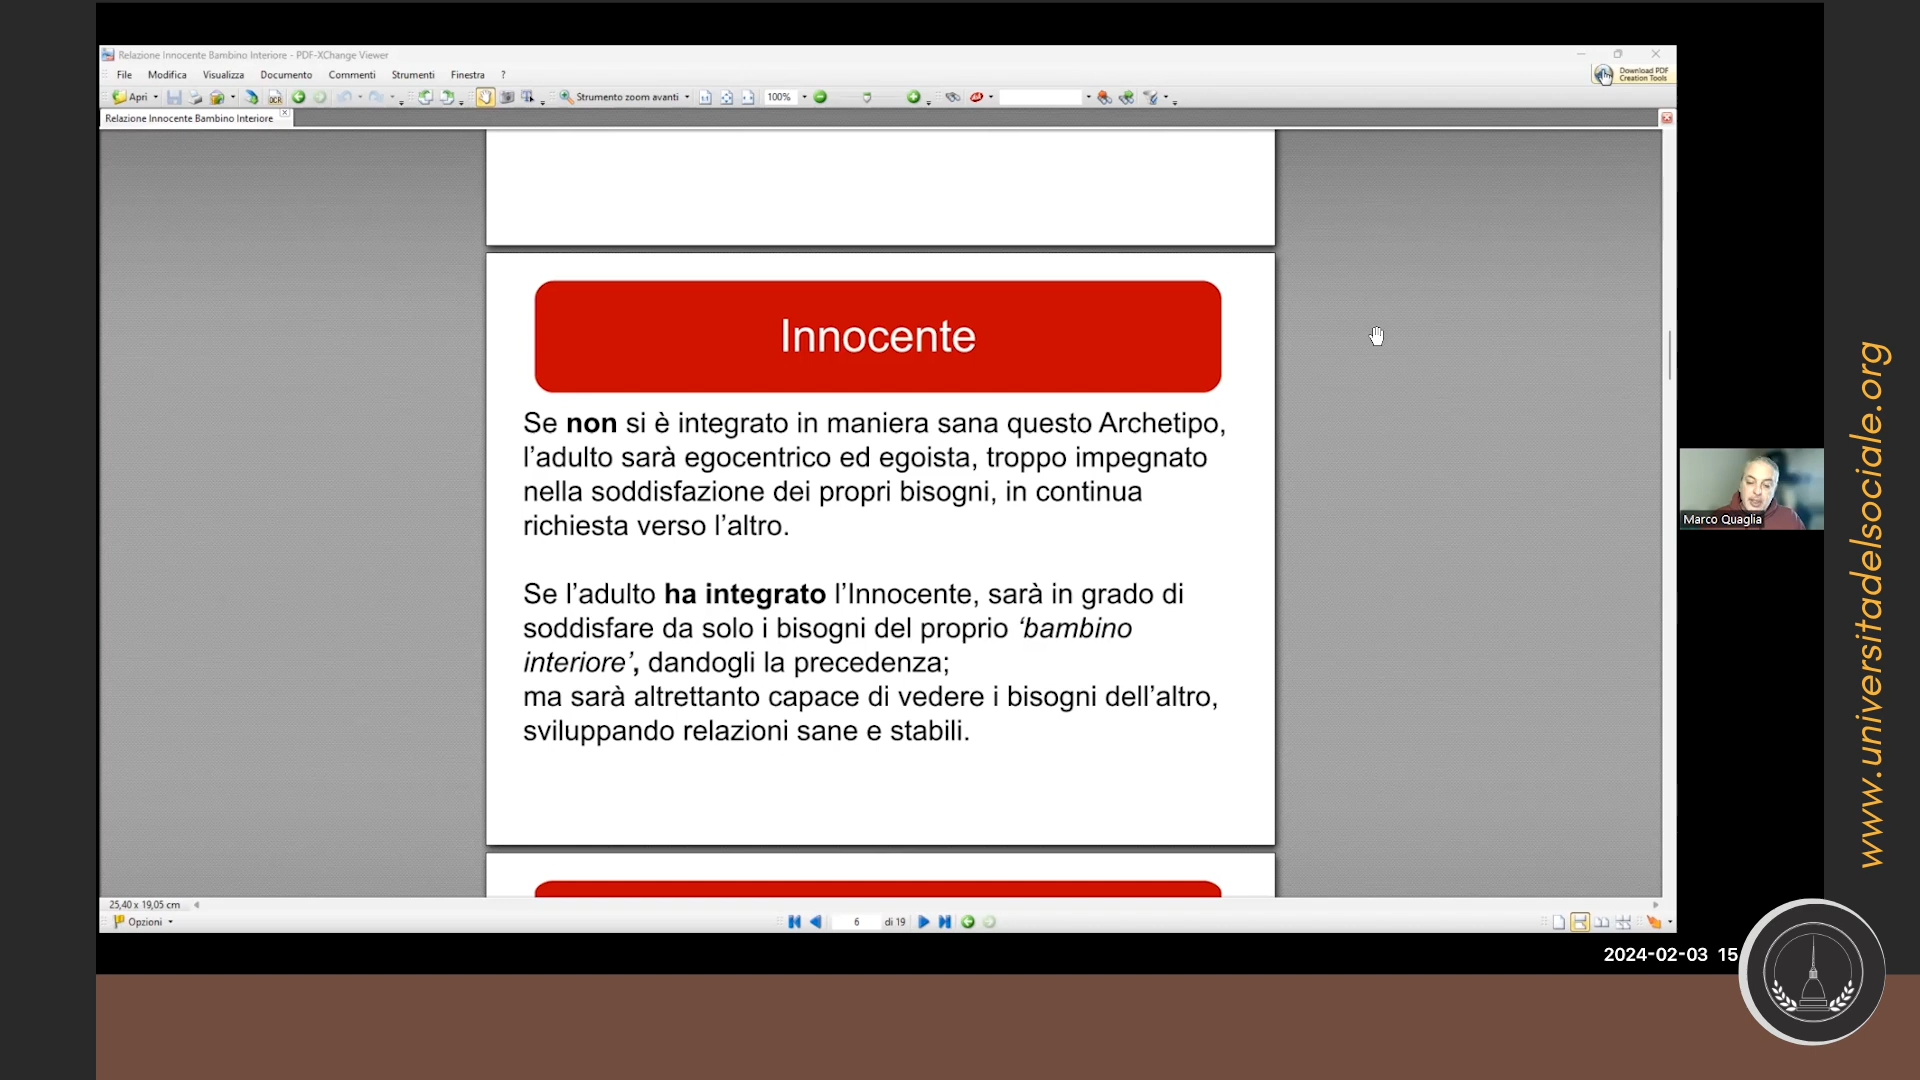 Relazione Innocente Bambino Interiore - PDF-XChange Viewer
File Modifica Visualizza Documento Commenti Strumenti Finestra ?
Download PDF
Creation Tools
Apri OCR Strumento zoom avanti 100%
Relazione Innocente Bambino Interiore
Innocente
Se non si è integrato in maniera sana questo Archetipo,
l’adulto sarà egocentrico ed egoista, troppo impegnato
nella soddisfazione dei propri bisogni, in continua
richiesta verso l’altro.
Se l’adulto ha integrato l’Innocente, sarà in grado di
soddisfare da solo i bisogni del proprio ‘bambino
interiore’, dandogli la precedenza;
ma sarà altrettanto capace di vedere i bisogni dell’altro,
sviluppando relazioni sane e stabili.
Marco Quaglia
www.universitadelsociale.org
25,40 x 19,05 cm
Opzioni 6 di 19
2024-02-03 15